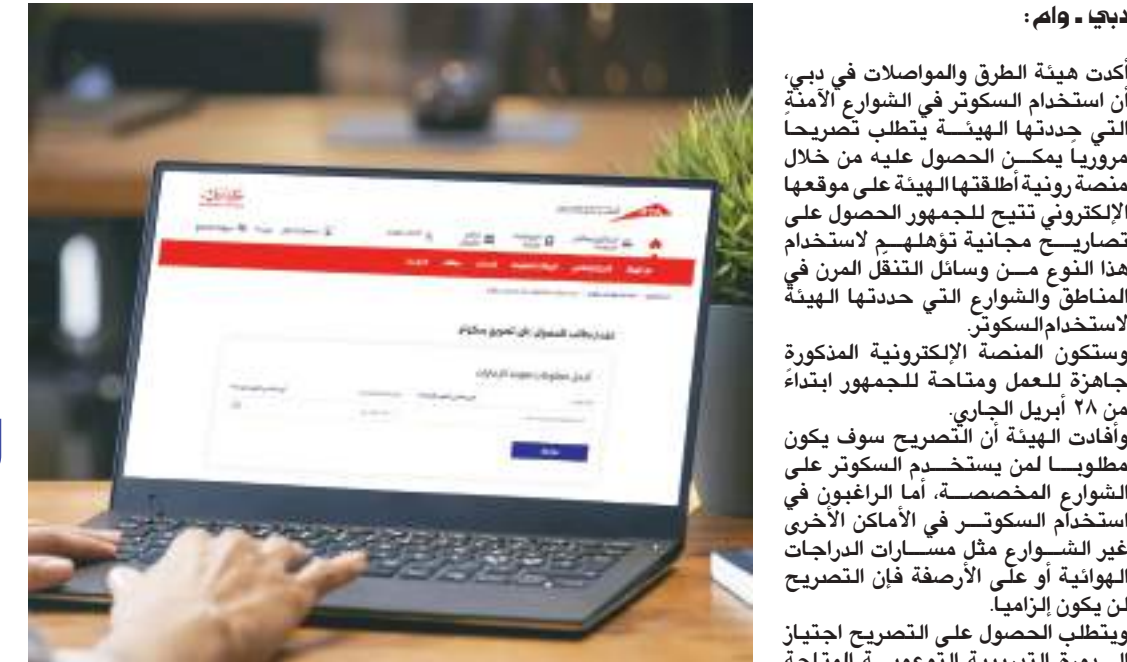 دبي ـ وام:
أكدت هيئة الطرق والمواصلات في دبي،
أن استخدام السكوتر في الشوارع الآمنة
التي حددتها الهيئة يتطلب تصريحاً
مرورياً يمكن الحصول عليه من خلال
منصة رونية أطلقتها الهيئة على موقعها
الإلكتروني تتيح للجمهور الحصول على
تصاريح مجانية تؤهلهم لاستخدام
هذا النوع من وسائل التنقل المرن في
المناطق والشوارع التي حددتها الهيئة
لاستخدام السكوتر.
وستكون المنصة الإلكترونية المذكورة
جاهزة للعمل ومتاحة للجمهور ابتداءً
من ٢٨ أبريل الجاري.
وأفادت الهيئة أن التصريح سوف يكون
مطلوبا لمن يستخدم السكوتر على
الشوارع المخصصة، أما الراغبون في
استخدام السكوتر في الأماكن الأخرى
غير الشوارع مثل مسارات الدراجات
الهوائية أو على الأرصفة فإن التصريح
لن يكون إلزاميا.
ويتطلب الحصول على التصريح اجتياز